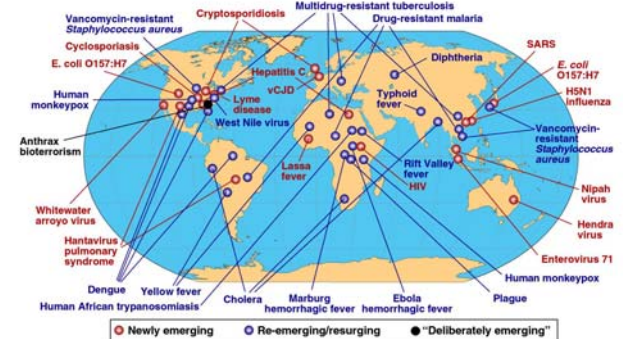 Multidrug-resistant tuberculosis
Cryptosporidiosis
Drug-resistant malaria
Vancomycin-resistant
Staphylococcus aureus
Cyclosporiasis
E. coli O157:H7
Hepatitis C
vCJD
Diphtheria
SARS
E. coli
O157:H7
H5N1
influenza
Human
monkeypox
Lyme
disease
West Nile virus
Typhoid
fever
Anthrax
bioterrorism
Vancomycin-
resistant
Staphylococcus
aureus
Lassa
fever
Rift Valley
fever
HIV
Nipah
virus
Whitewater
arroyo virus
Hendra
virus
Hantavirus
pulmonary
syndrome
Enterovirus 71
Human monkeypox
Dengue
Yellow fever
Human African trypanosomiasis
Cholera
Marburg
hemorrhagic fever
Ebola
hemorrhagic fever
Plague
Newly emerging
Re-emerging/resurging
“Deliberately emerging”